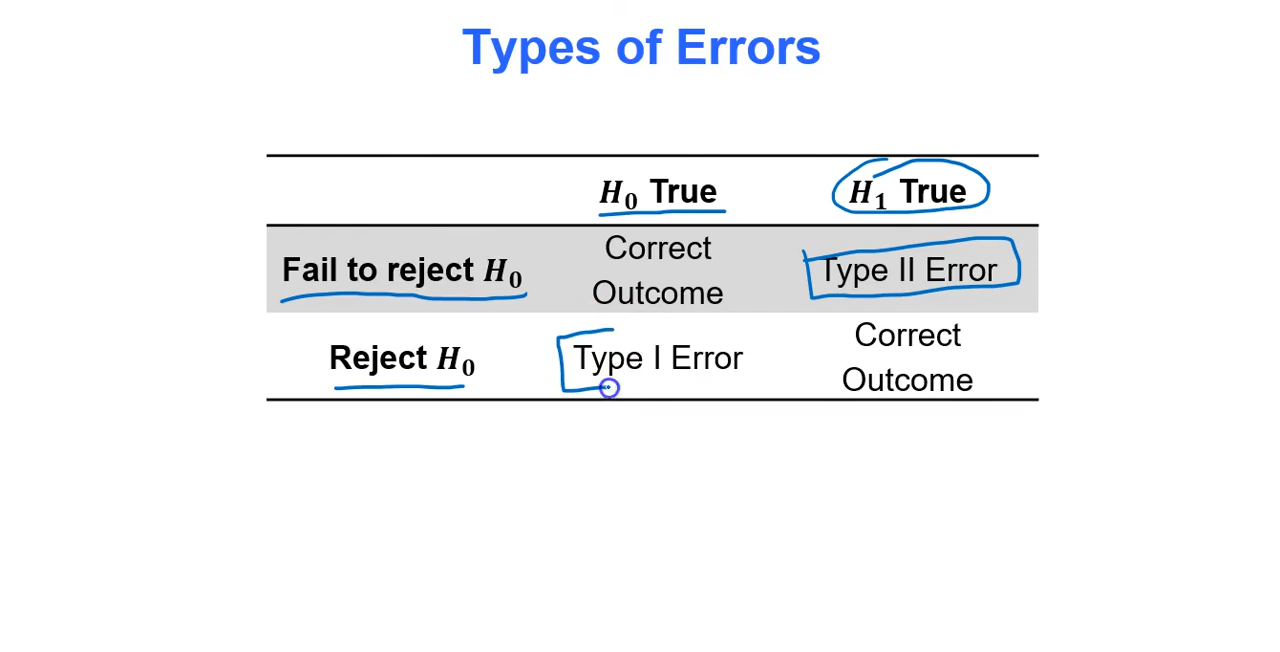 Types of Errors
H₀ True H₁ True
Fail to reject H₀ Correct Outcome Type II Error
Reject H₀ Type I Error Correct Outcome